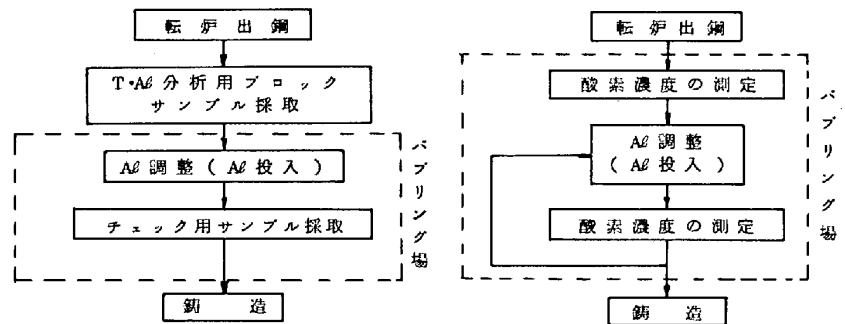 転炉出鋼
T・Aℓ分析用ブロック
サンプル採取
Aℓ調整(Aℓ投入)
チェック用サンプル採取
バブリング場
鋳造
転炉出鋼
酸素濃度の測定
Aℓ調整
(Aℓ投入)
酸素濃度の測定
バブリング場
鋳造